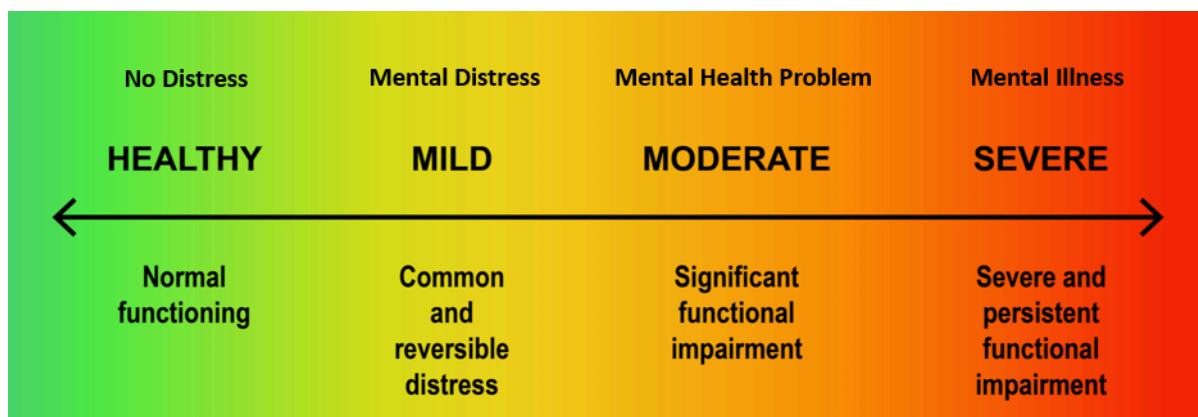 No Distress
Mental Distress
Mental Health Problem
Mental Illness
HEALTHY
MILD
MODERATE
SEVERE
Normal
functioning
Common
and
reversible
distress
Significant
functional
impairment
Severe and
persistent
functional
impairment